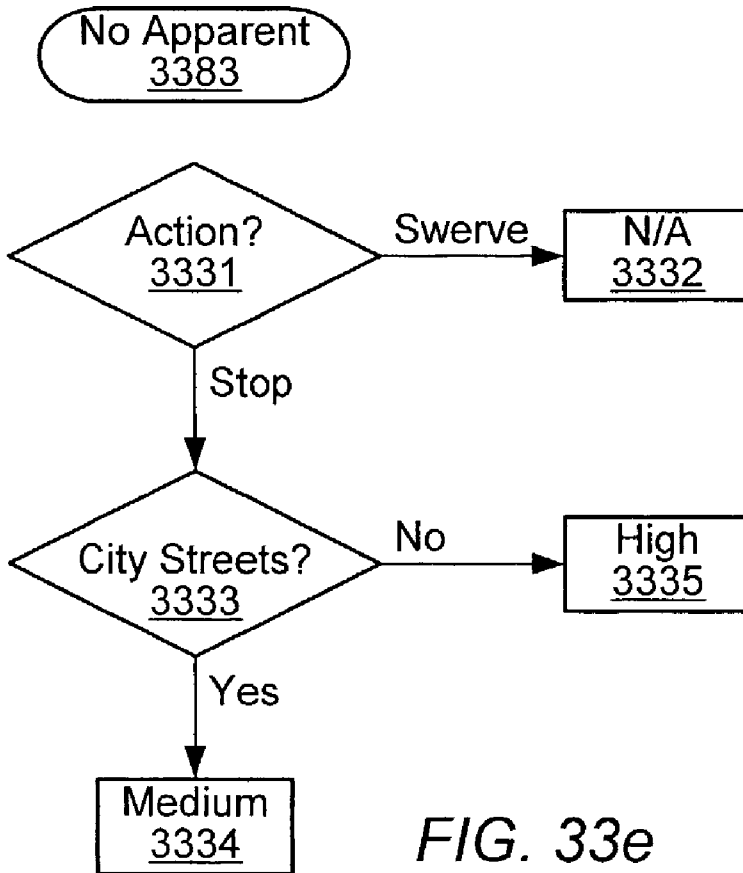 No Apparent
3383
Action?
3331
Swerve
N/A
3332
Stop
City Streets?
3333
No
High
3335
Yes
Medium
3334
FIG. 33e